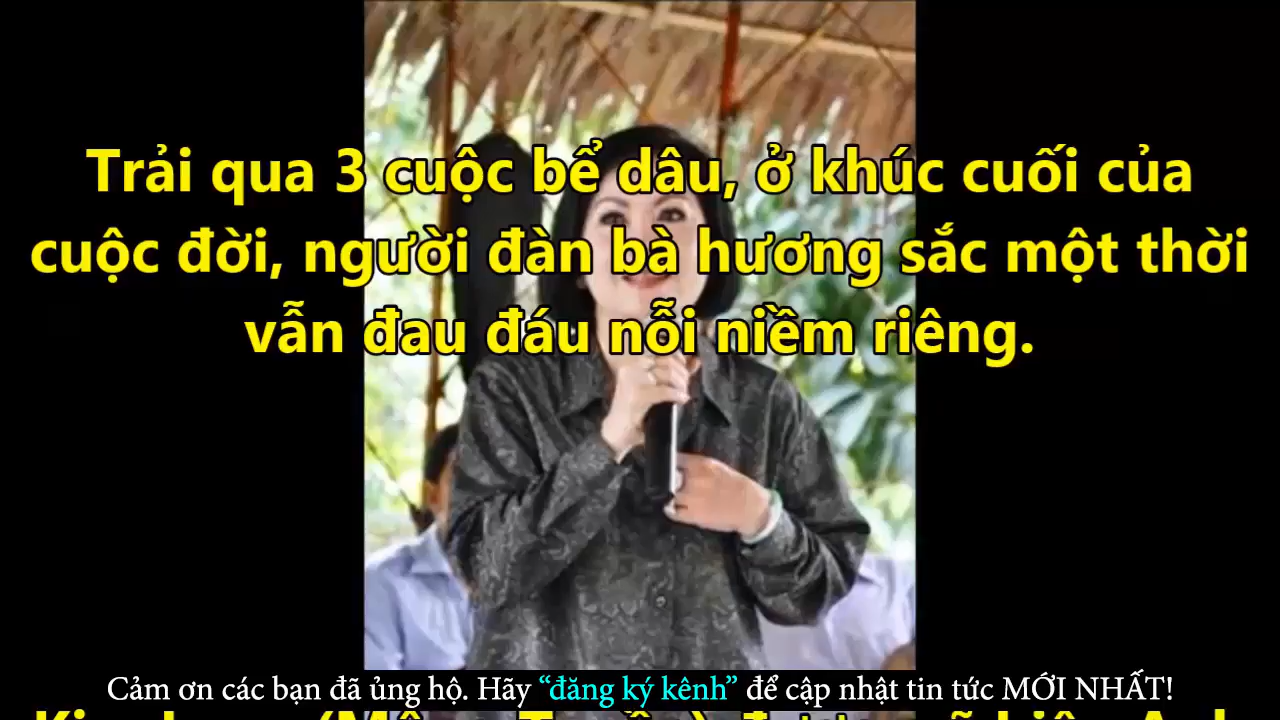 Trải qua 3 cuộc bể dâu, ở khúc cuối của
cuộc đời, người đàn bà hương sắc một thời
vẫn đau đáu nỗi niềm riêng.
Cảm ơn các bạn đã ủng hộ. Hãy “đăng ký kênh” để cập nhật tin tức MỚI NHẤT!